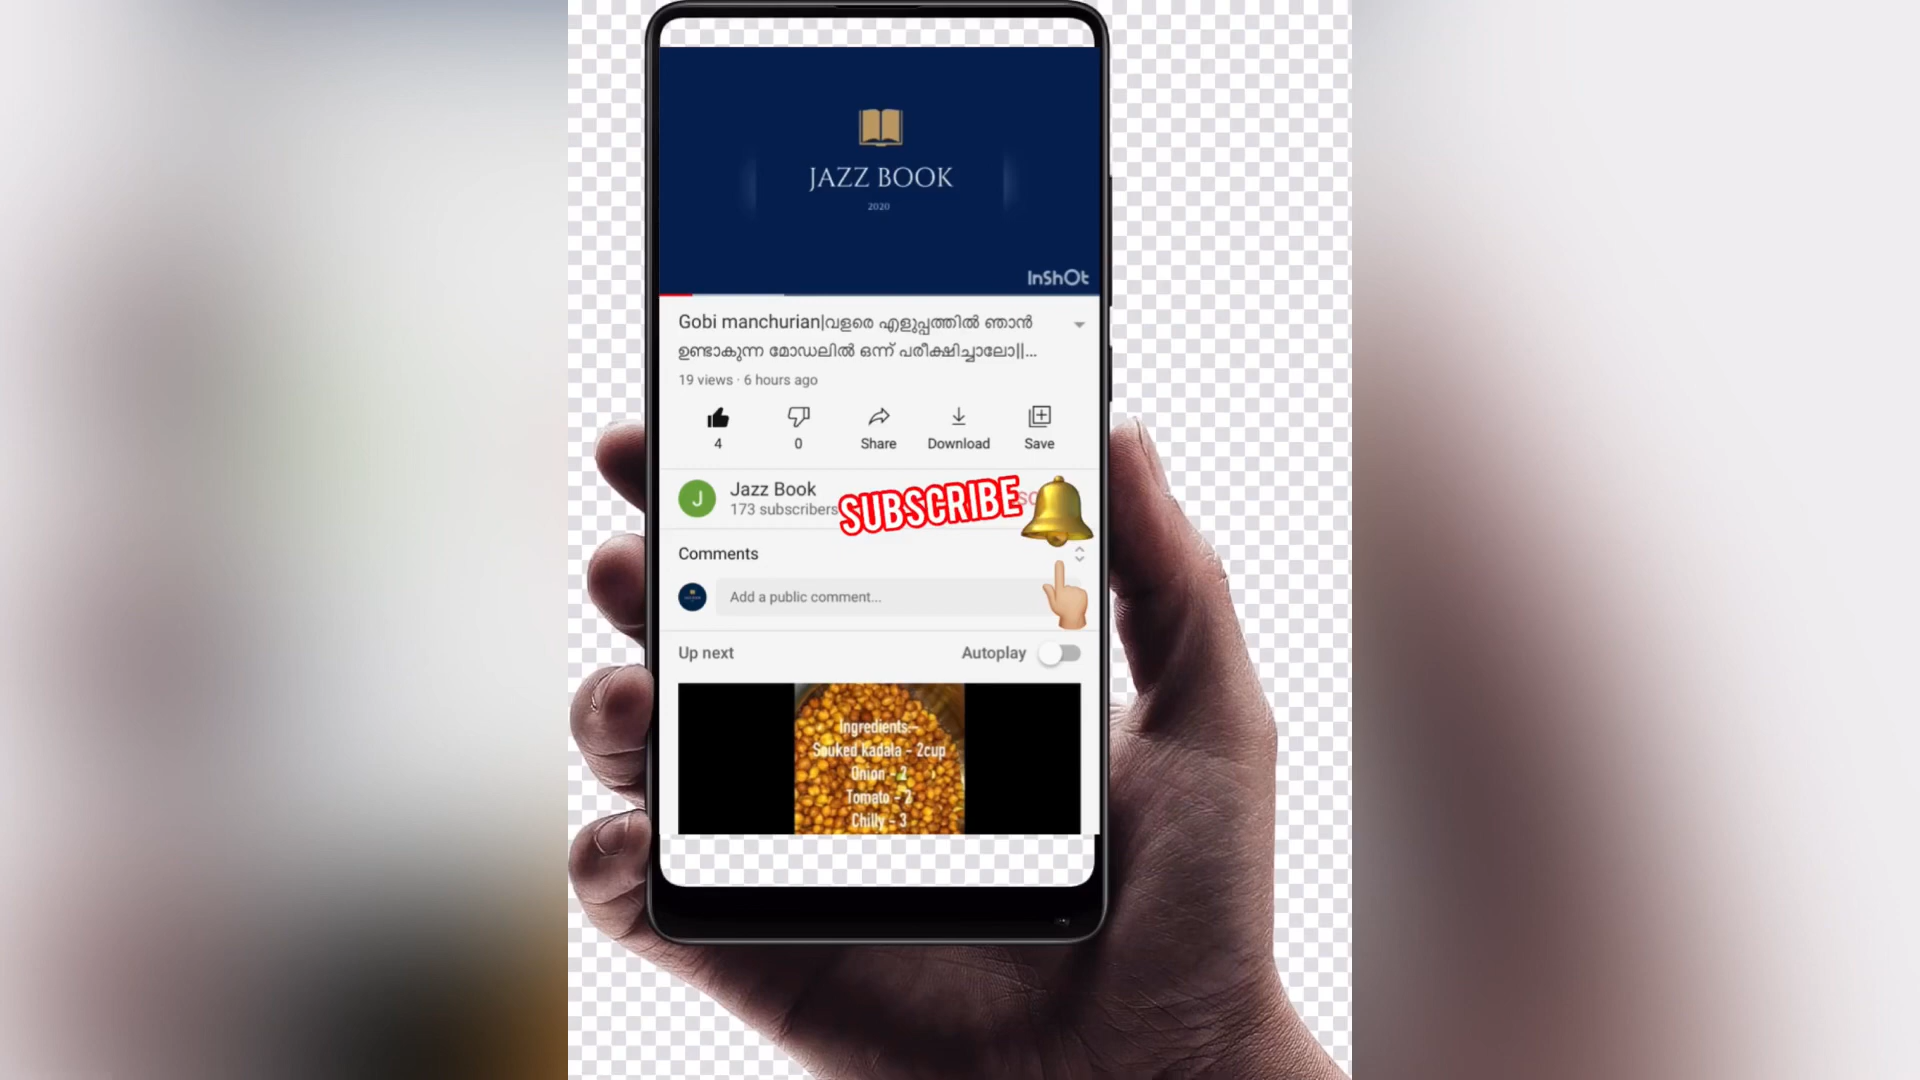 JAZZ BOOK
2020
InShOt
Gobi manchurian|വളരെ എളുപ്പത്തിൽ ഞാൻ
ഉണ്ടാകുന്ന മോഡലിൽ ഒന്ന് പരീക്ഷിച്ചാലോ||...
19 views · 6 hours ago
4
0
Share
Download
Save
J
Jazz Book
173 subscribers
SUBSCRIBE
Comments
Add a public comment...
Up next
Autoplay
Ingredients:-
Souked kadala - 2cup
Onion - 2
Tomato - 2
Chilly - 3